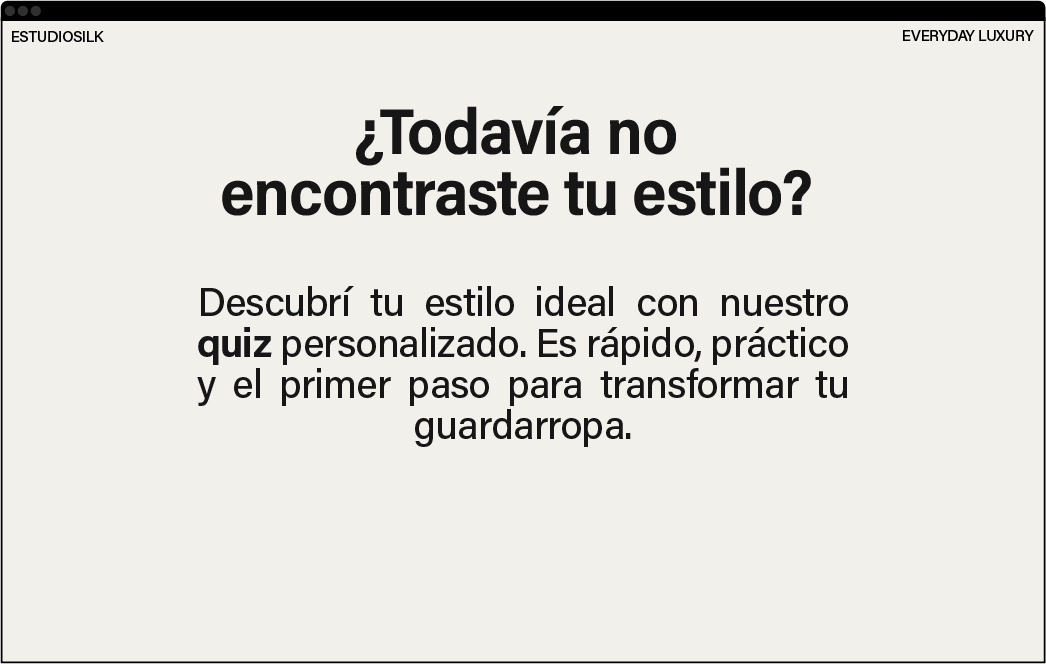 ESTUDIOSILK
EVERYDAY LUXURY
¿Todavía no
encontraste tu estilo?
Descubrí tu estilo ideal con nuestro
quiz personalizado. Es rápido, práctico
y el primer paso para transformar tu
guardarropa.